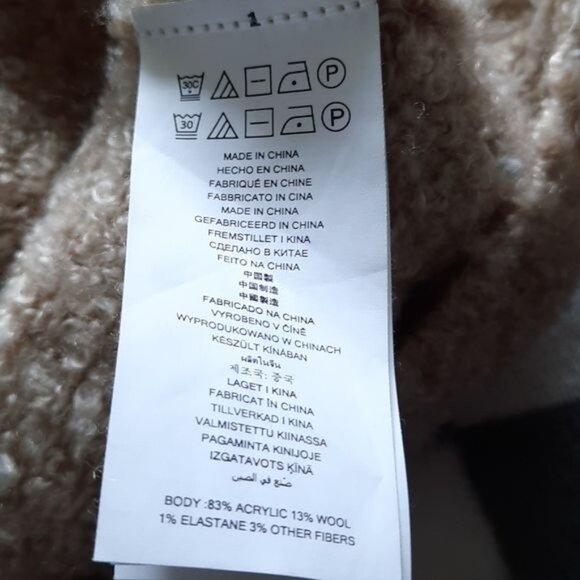 1
30C P
30 P
MADE IN CHINA
HECHO EN CHINA
FABRIQUÉ EN CHINE
FABBRICATO IN CINA
MADE IN CHINA
GEFABRICEERD IN CHINA
FREMSTILLET I KINA
СДЕЛАНО В КИТАЕ
FEITO NA CHINA
中国製
中国制造
中國製造
FABRICADO NA CHINA
VYROBENO V ČÍNĚ
WYPRODUKOWANO W CHINACH
KÉSZÜLT KÍNÁBAN
ผลิตในจีน
제조국: 중국
LAGET I KINA
FABRICAT ÎN CHINA
TILLVERKAD I KINA
VALMISTETTU KIINASSA
PAGAMINTA KINIJOJE
IZGATAVOTS ĶĪNĀ
صنع في الصين
BODY :83% ACRYLIC 13% WOOL
1% ELASTANE 3% OTHER FIBERS